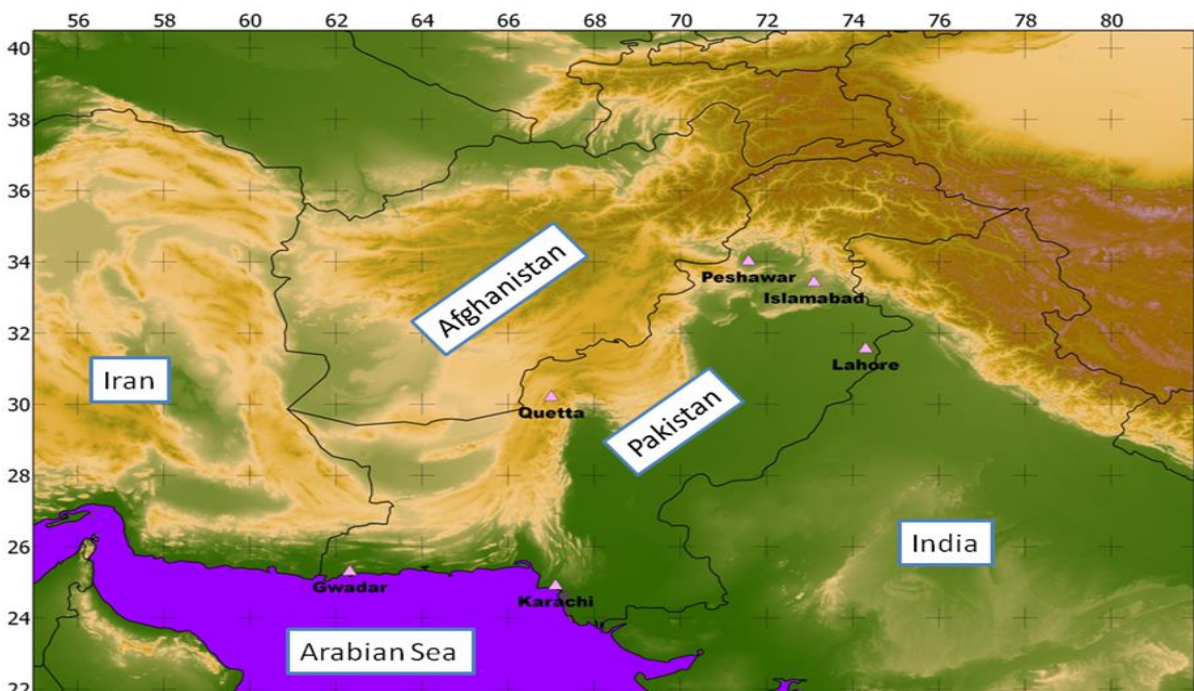 56 58 60 62 64 66 68 70 72 74 76 78 80
40
38
36
34
32
30
28
26
24
22
Afghanistan
Peshawar
Islamabad
Lahore
Iran
Quetta
Pakistan
India
Gwadar
Karachi
Arabian Sea